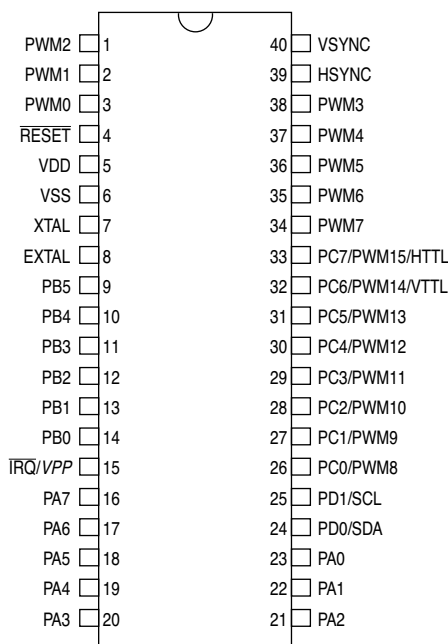 PWM2 1 40 VSYNC
PWM1 2 39 HSYNC
PWM0 3 38 PWM3
RESET 4 37 PWM4
VDD 5 36 PWM5
VSS 6 35 PWM6
XTAL 7 34 PWM7
EXTAL 8 33 PC7/PWM15/HTTL
PB5 9 32 PC6/PWM14/VTTL
PB4 10 31 PC5/PWM13
PB3 11 30 PC4/PWM12
PB2 12 29 PC3/PWM11
PB1 13 28 PC2/PWM10
PB0 14 27 PC1/PWM9
IRQ/VPP 15 26 PC0/PWM8
PA7 16 25 PD1/SCL
PA6 17 24 PD0/SDA
PA5 18 23 PA0
PA4 19 22 PA1
PA3 20 21 PA2